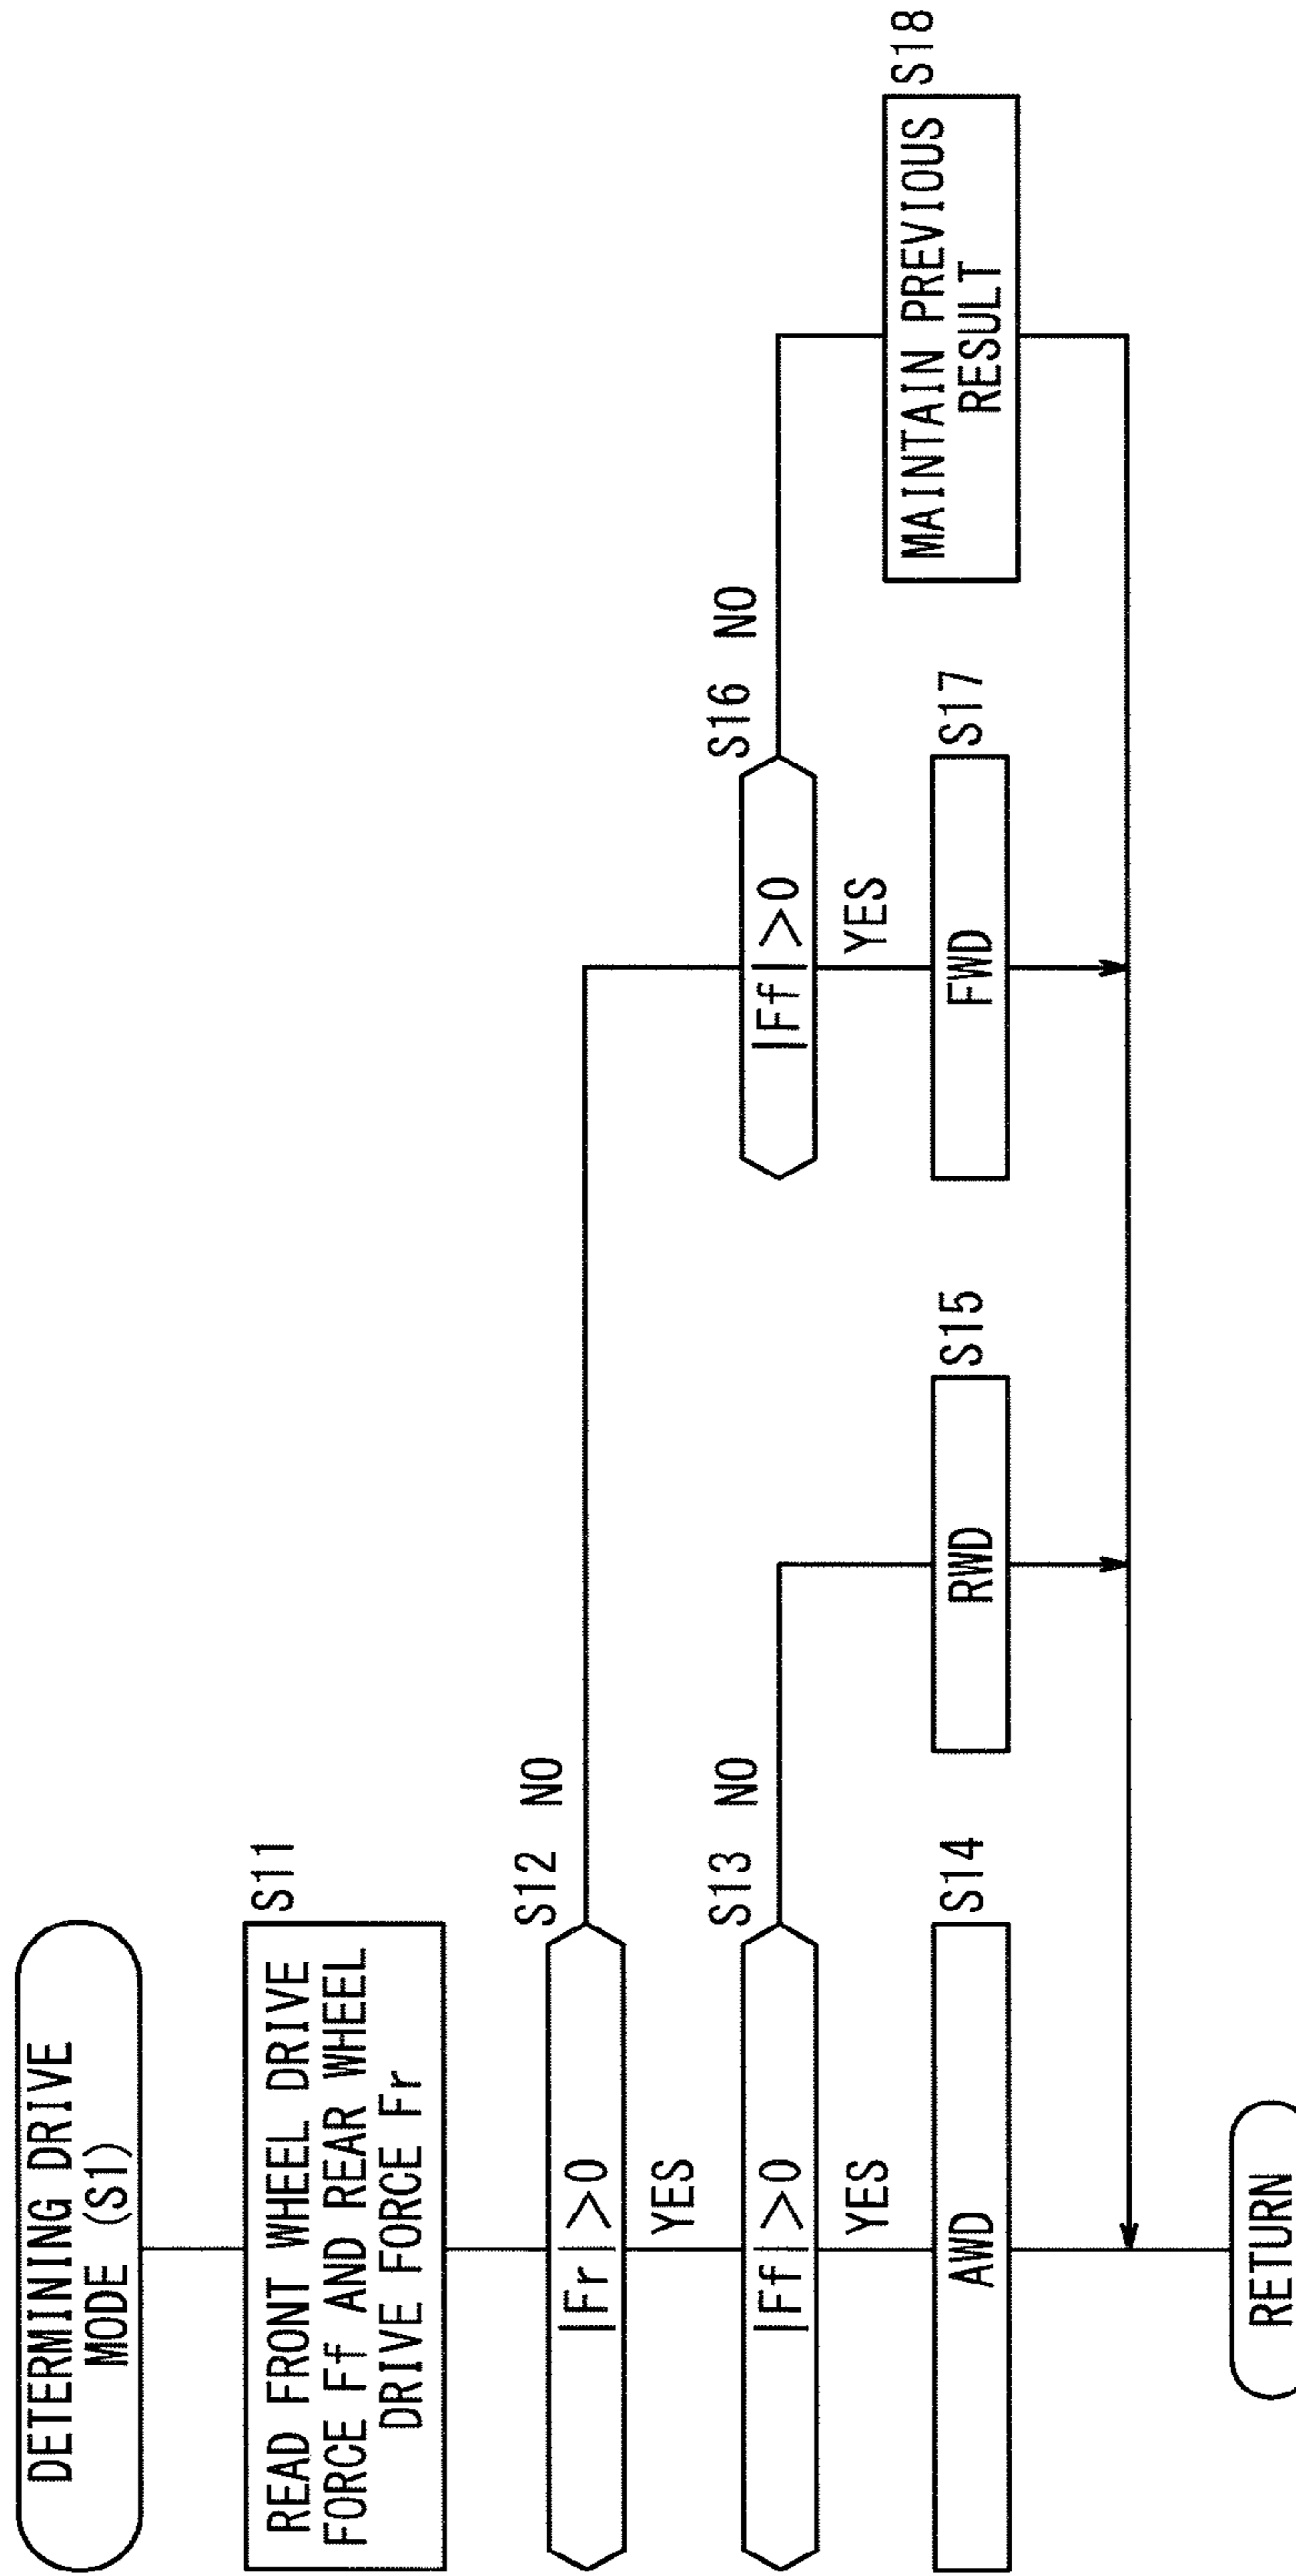 DETERMINING DRIVE
MODE (S1)
S11
READ FRONT WHEEL DRIVE
FORCE Ff AND REAR WHEEL
DRIVE FORCE Fr
S12 NO
|Fr|>0
YES
S13 NO
|Ff|>0
YES
S16 NO
|Ff|>0
YES
S14
AWD
S15
RWD
S17
FWD
S18
MAINTAIN PREVIOUS
RESULT
RETURN